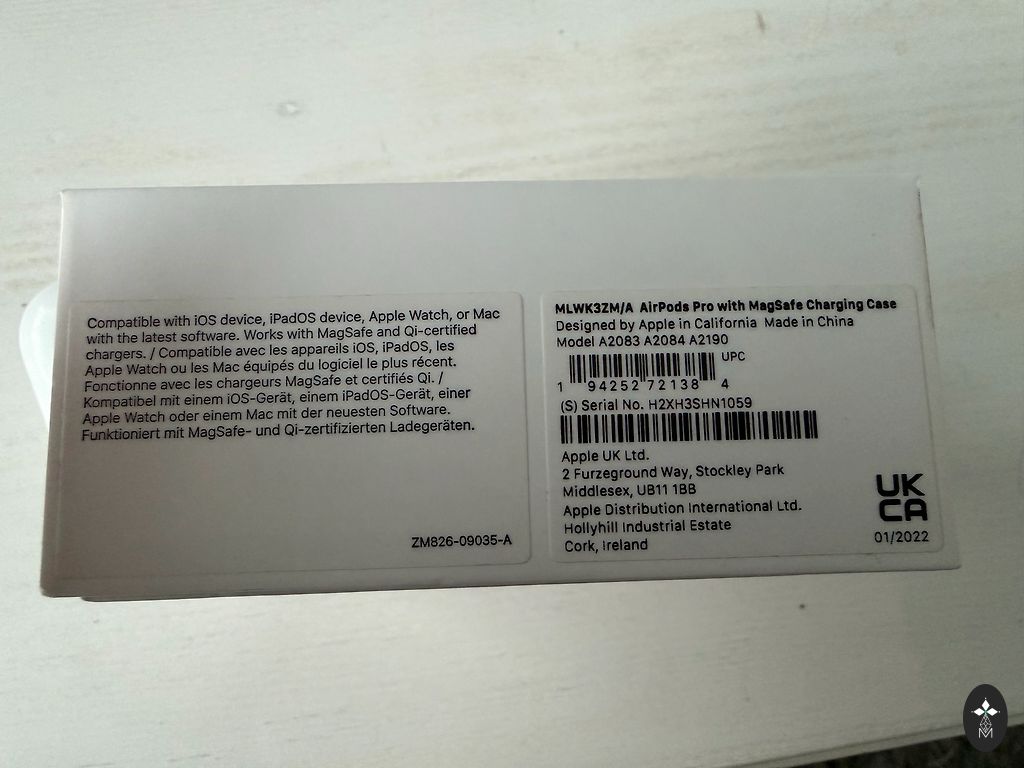 Compatible with iOS device, iPadOS device, Apple Watch, or Mac
with the latest software. Works with MagSafe and Qi-certified
chargers. / Compatible avec les appareils iOS, iPadOS, les
Apple Watch ou les Mac équipés du logiciel le plus récent.
Fonctionne avec les chargeurs MagSafe et certifiés Qi. /
Kompatibel mit einem iOS-Gerät, einem iPadOS-Gerät, einer
Apple Watch oder einem Mac mit der neuesten Software.
Funktioniert mit MagSafe- und Qi-zertifizierten Ladegeräten.
ZM826-09035-A
MLWK3ZM/A AirPods Pro with MagSafe Charging Case
Designed by Apple in California Made in China
Model A2083 A2084 A2190
UPC
1 94252 72138 4
(S) Serial No. H2XH3SHN1059
Apple UK Ltd.
2 Furzeground Way, Stockley Park
Middlesex, UB11 1BB
Apple Distribution International Ltd.
Hollyhill Industrial Estate
Cork, Ireland
UK
CA
01/2022
M